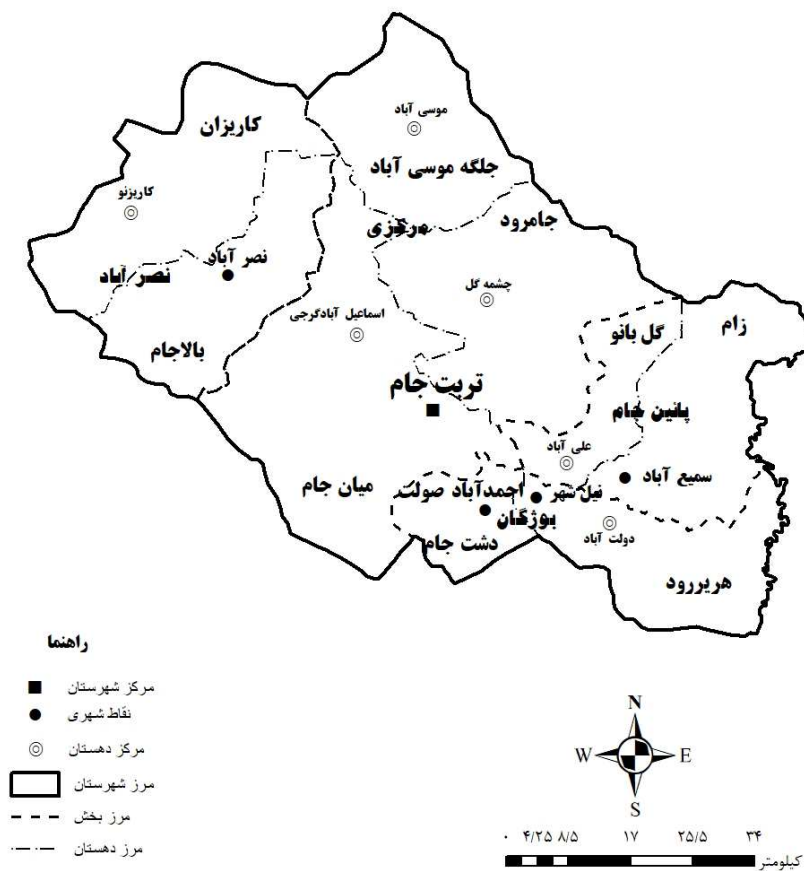 موسی آباد
کاریزان
جلگه موسی آباد
کاریزنو
جامرود
مرکزی
نصر آباد
نصر آباد
چشمه گل
اسماعیل آبادگرجی
زام
گل بانو
بالاجام
تربت جام
پائین جام
علی آباد
سمیع آباد
میان جام
احمدآباد صولت
نیل شهر
بوژگان
دولت آباد
دشت جام
هریررود
راهنما
مرکز شهرستان
نقاط شهری
مرکز دهستان
مرز شهرستان
مرز بخش
مرز دهستان
N
W E
S
۰ ۴/۲۵ ۸/۵ ۱۷ ۲۵/۵ ۳۴
کیلومتر